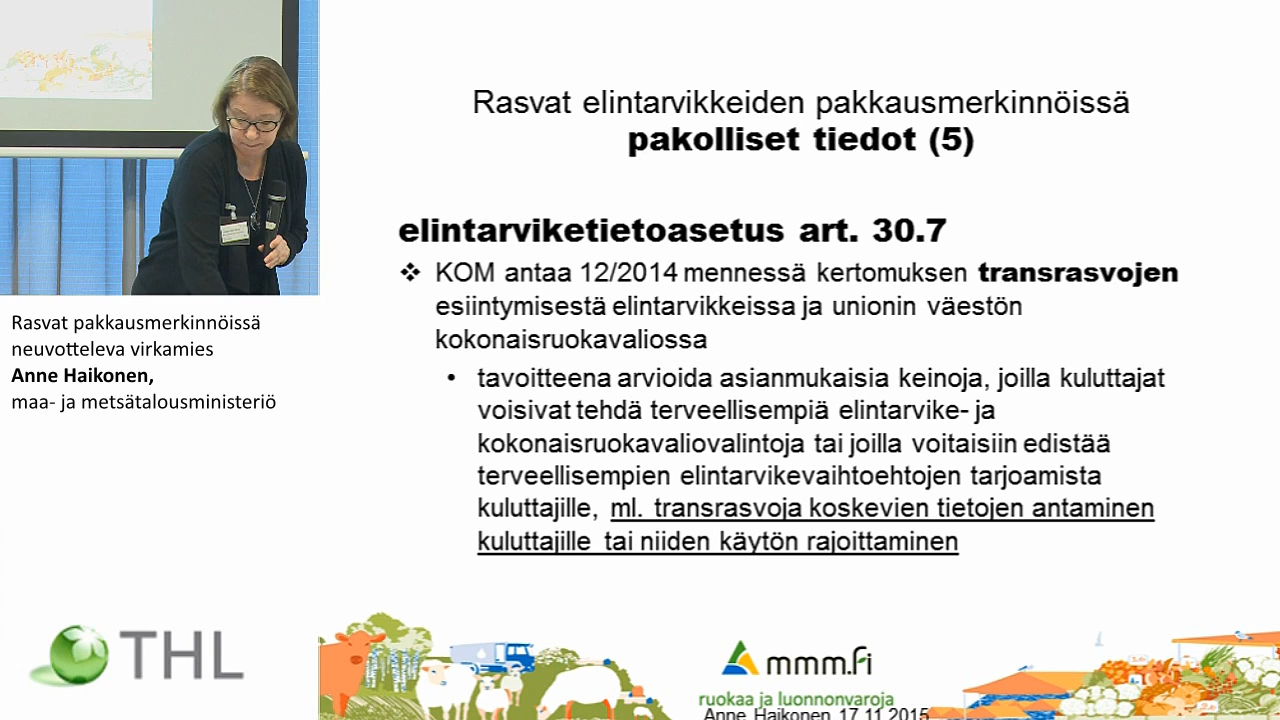 Rasvat elintarvikkeiden pakkausmerkinnöissä
pakolliset tiedot (5)
elintarviketietoasetus art. 30.7
❖ KOM antaa 12/2014 mennessä kertomuksen transrasvojen
esiintymisestä elintarvikkeissa ja unionin väestön
kokonaisruokavaliossa
• tavoitteena arvioida asianmukaisia keinoja, joilla kuluttajat
voisivat tehdä terveellisempiä elintarvike- ja
kokonaisruokavaliovalintoja tai joilla voitaisiin edistää
terveellisempien elintarvikevaihtoehtojen tarjoamista
kuluttajille, ml. transrasvoja koskevien tietojen antaminen
kuluttajille tai niiden käytön rajoittaminen
Rasvat pakkausmerkinnöissä
neuvotteleva virkamies
Anne Haikonen,
maa- ja metsätalousministeriö
THL
mmm.fi
ruokaa ja luonnonvaroja
Anne Haikonen 17.11.2015